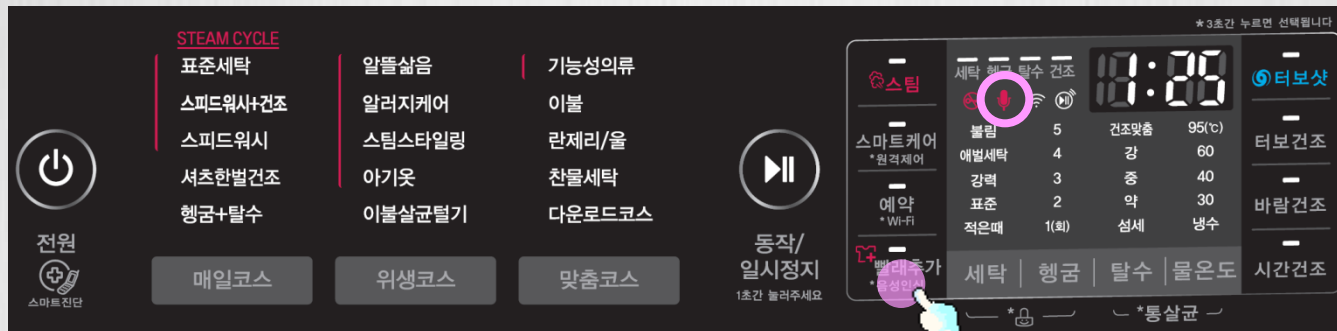 *3초간 누르면 선택됩니다
STEAM CYCLE
표준세탁
스피드워시+건조
스피드워시
셔츠한벌건조
헹굼+탈수
알뜰삶음
알러지케어
스팀스타일링
아기옷
이불살균털기
기능성의류
이불
란제리/울
찬물세탁
다운로드코스
전원
스마트진단
매일코스
위생코스
맞춤코스
동작/
일시정지
1초간 눌러주세요
스팀
스마트케어
*원격제어
예약
*Wi-Fi
빨래추가
*음성인식
세탁 헹굼 탈수 건조
1:25
불림 5 건조맞춤 95(℃)
애벌세탁 4 강 60
강력 3 중 40
표준 2 약 30
적은때 1(회) 섬세 냉수
세탁 | 헹굼 | 탈수 | 물온도
터보샷
터보건조
바람건조
시간건조
*
*통살균